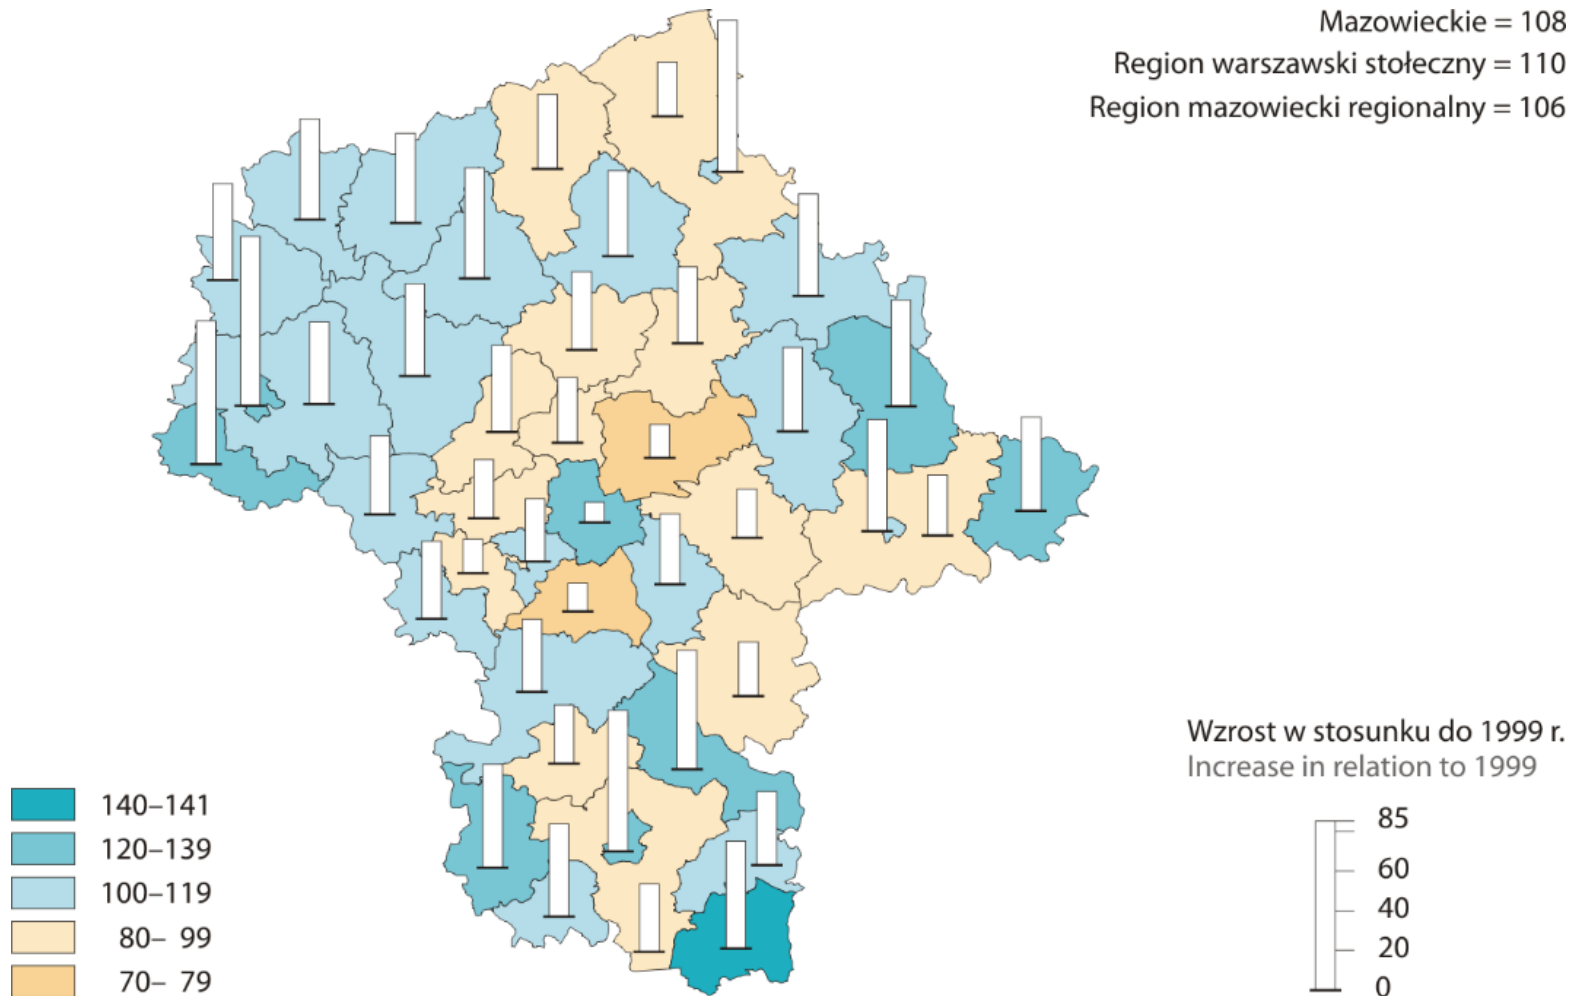 Mazowieckie = 108
Region warszawski stołeczny = 110
Region mazowiecki regionalny = 106
Wzrost w stosunku do 1999 r.
Increase in relation to 1999
85
60
40
20
0
140–141
120–139
100–119
80– 99
70– 79